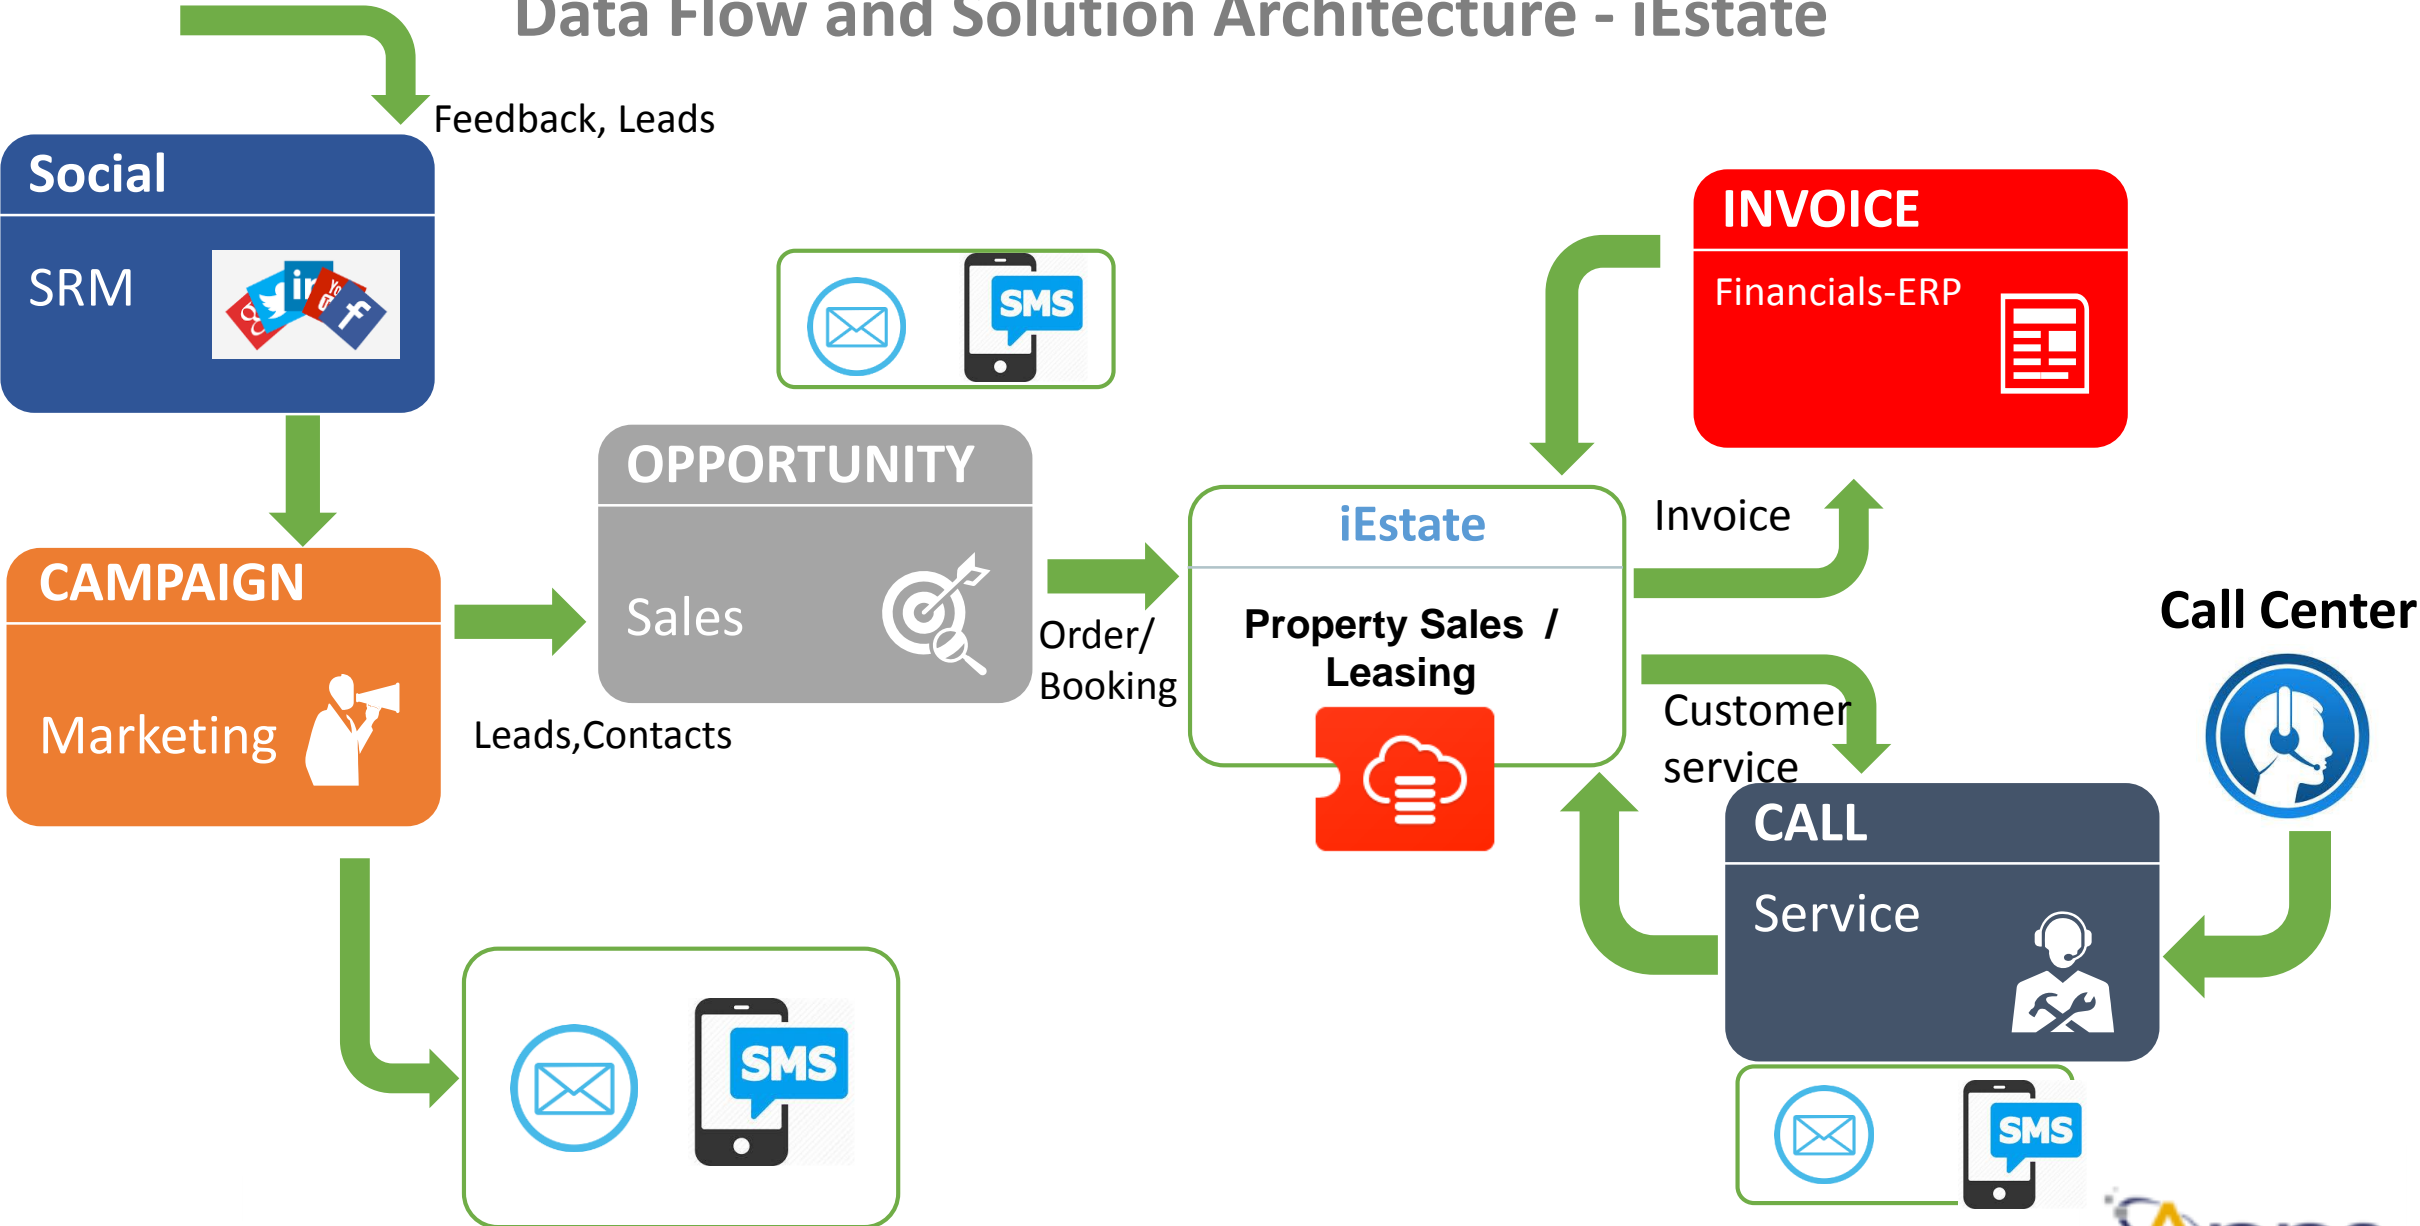 Data Flow and Solution Architecture - iEstate
Feedback, Leads
Social
SRM
in
f
SMS
INVOICE
Financials-ERP
OPPORTUNITY
Sales
iEstate
Property Sales /
Leasing
Invoice
CAMPAIGN
Marketing
Leads,Contacts
Order/
Booking
Call Center
Customer
service
CALL
Service
SMS
SMS